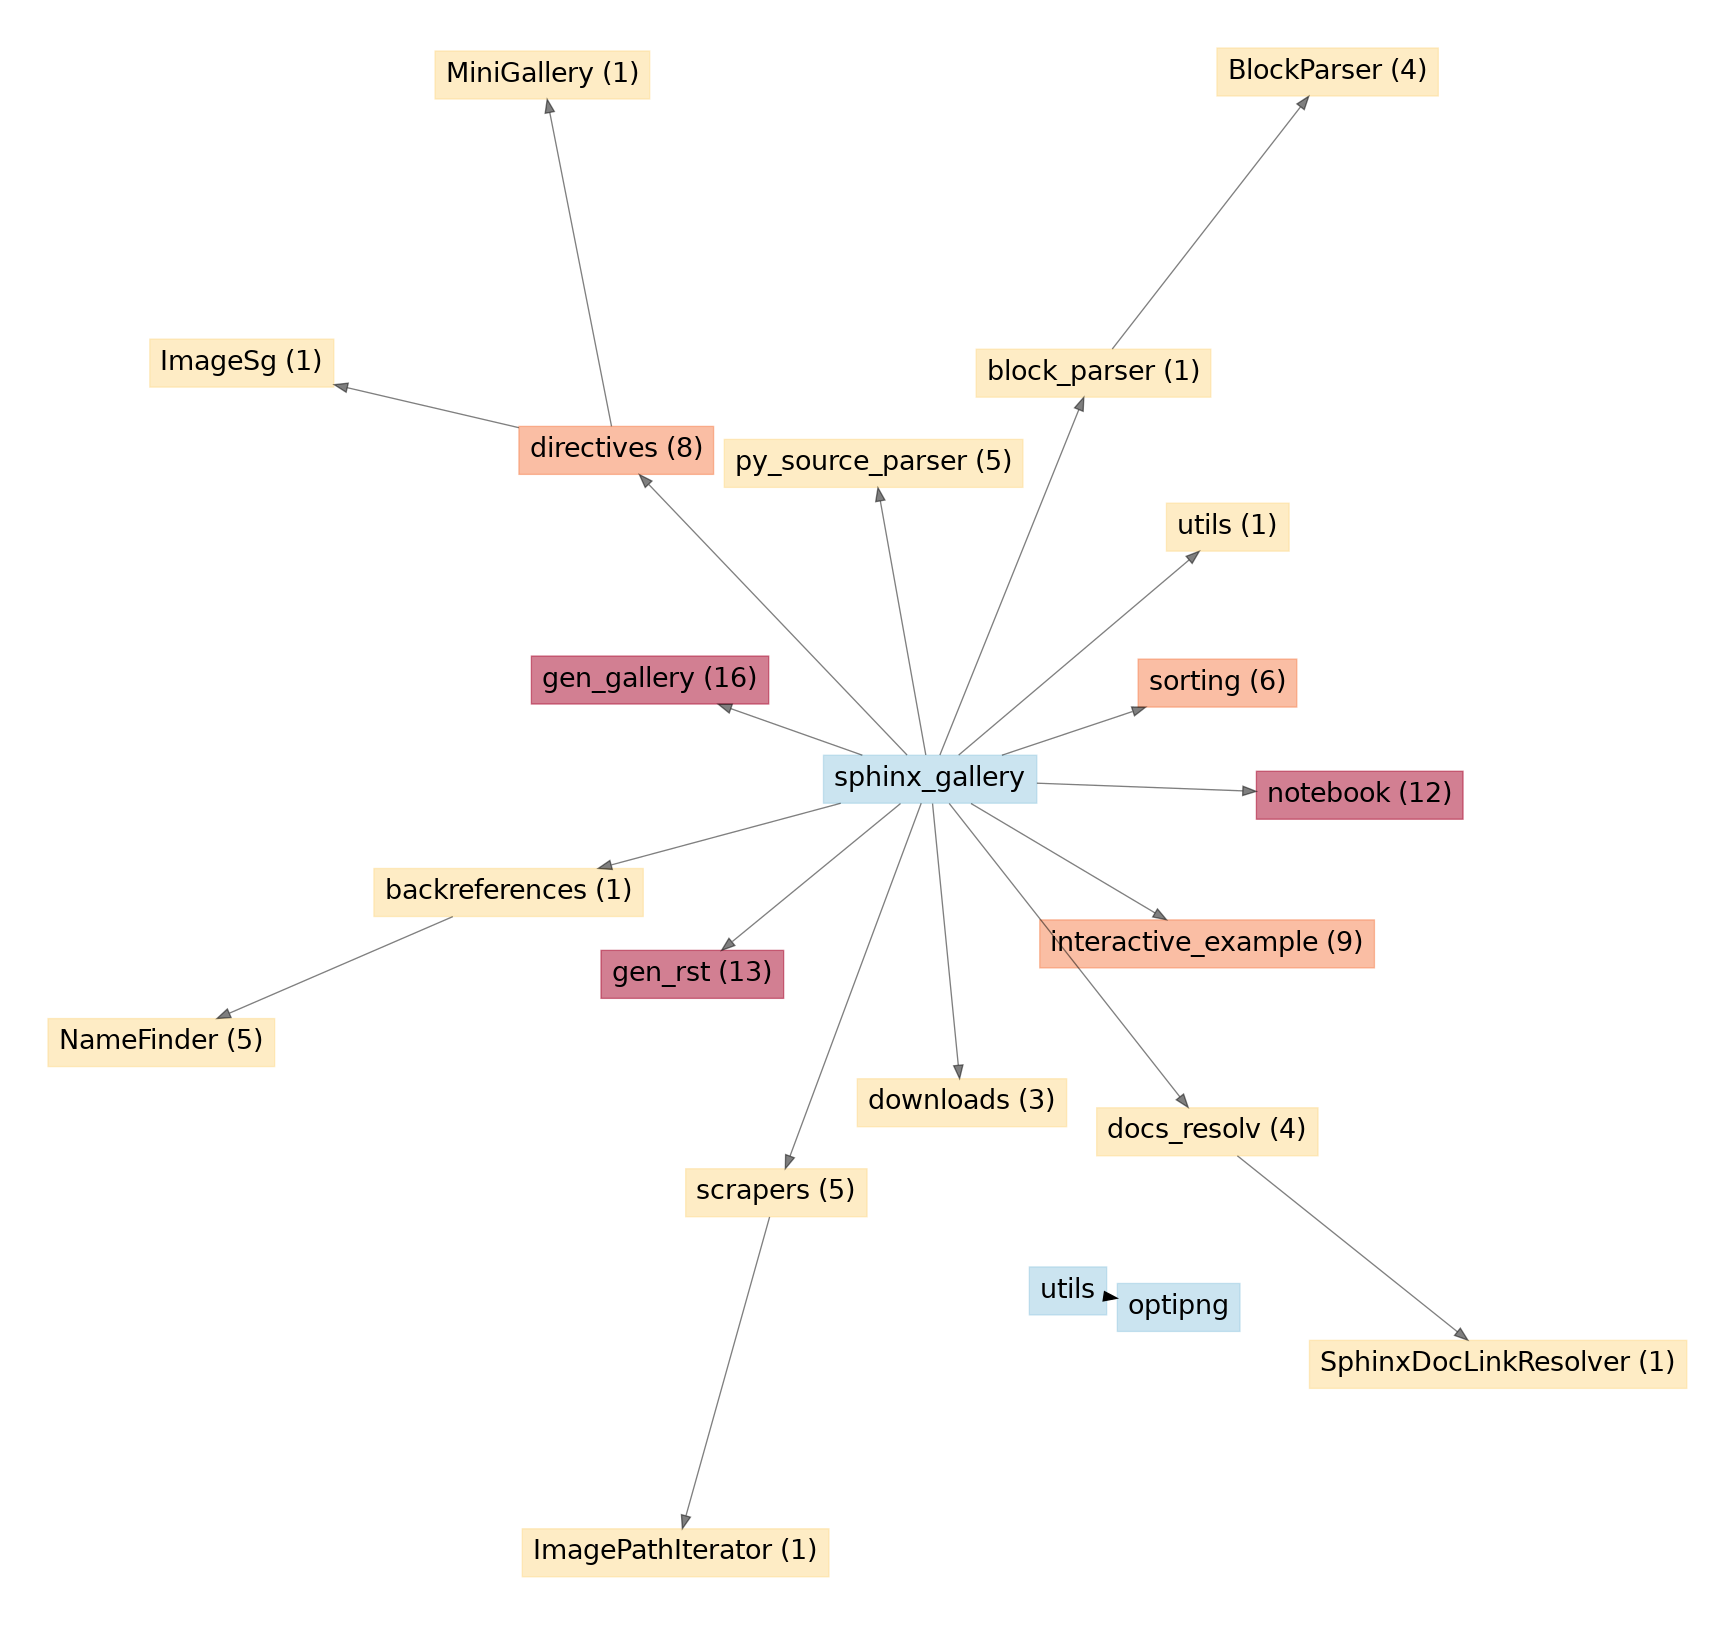 BlockParser (4)
MiniGallery (1)
ImageSg (1)
block_parser (1)
directives (8)
py_source_parser (5)
utils (1)
gen_gallery (16)
sorting (6)
sphinx_gallery
notebook (12)
backreferences (1)
interactive_example (9)
gen_rst (13)
NameFinder (5)
downloads (3)
docs_resolv (4)
scrapers (5)
utils
optipng
SphinxDocLinkResolver (1)
ImagePathIterator (1)